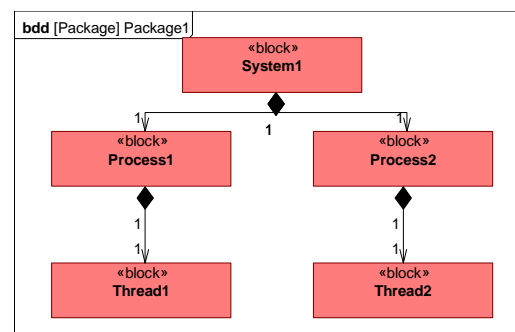 bdd [Package] Package1
«block»
System1
1
1
1
«block»
Process1
«block»
Process2
1
1
1
1
«block»
Thread1
«block»
Thread2